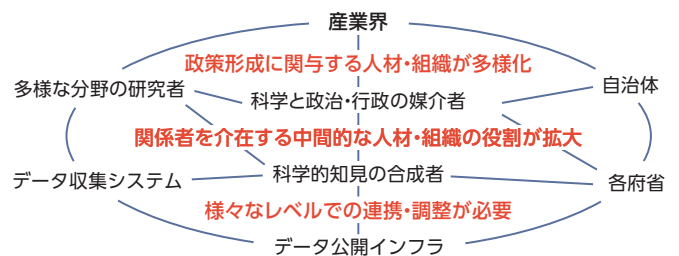 産業界
政策形成に関与する人材・組織が多様化
多様な分野の研究者
自治体
科学と政治・行政の媒介者
関係者を介在する中間的な人材・組織の役割が拡大
科学的知見の合成者
データ収集システム
各府省
様々なレベルでの連携・調整が必要
データ公開インフラ